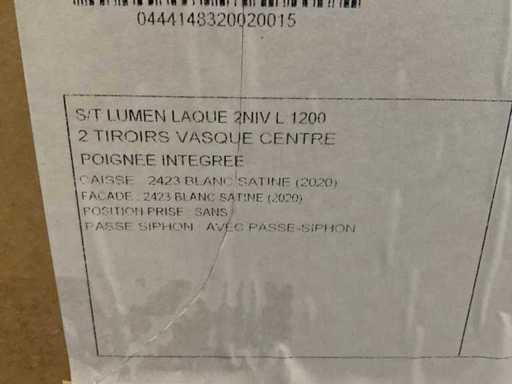 0444148320020015
S/T LUMEN LAQUE 2NIV L 1200
2 TIROIRS VASQUE CENTRE
POIGNEE INTEGREE
CAISSE : 2423 BLANC SATINE (2020)
FACADE : 2423 BLANC SATINE (2020)
POSITION PRISE : SANS
PASSE SIPHON : AVEC PASSE-SIPHON